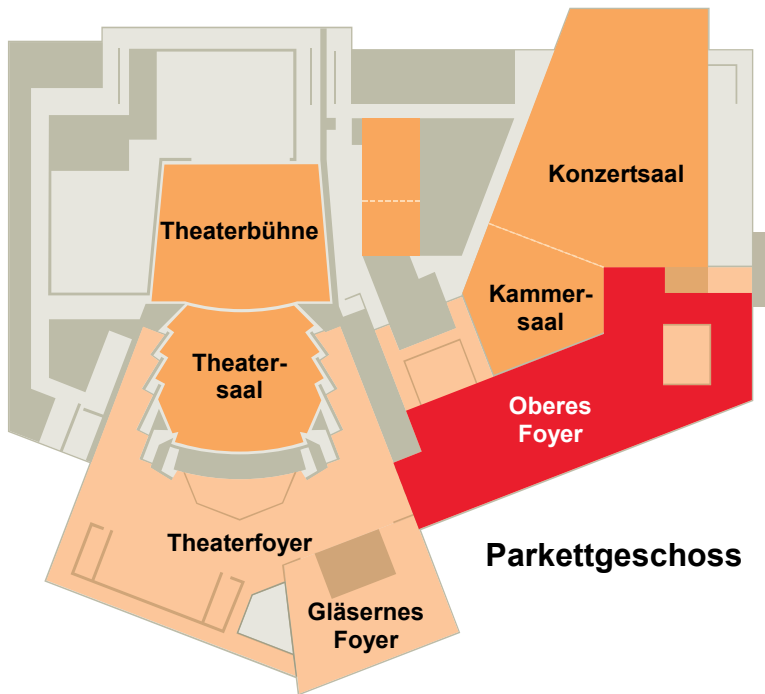 Konzertsaal
Theaterbühne
Kammer-
saal
Theater-
saal
Oberes
Foyer
Theaterfoyer
Parkettgeschoss
Gläsernes
Foyer